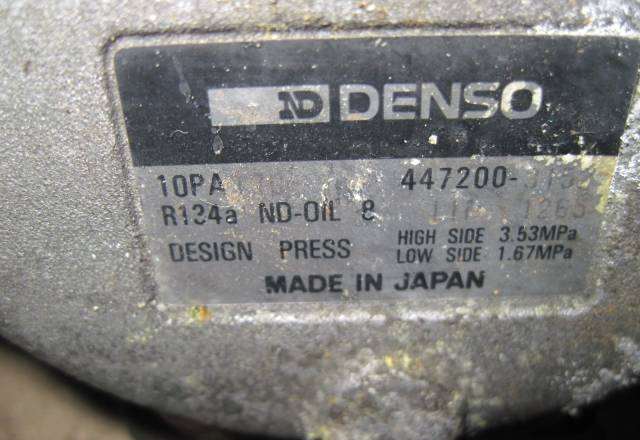 ND DENSO
10PA 447200-
R134a ND-OIL 8
DESIGN PRESS HIGH SIDE 3.53MPa
LOW SIDE 1.67MPa
MADE IN JAPAN